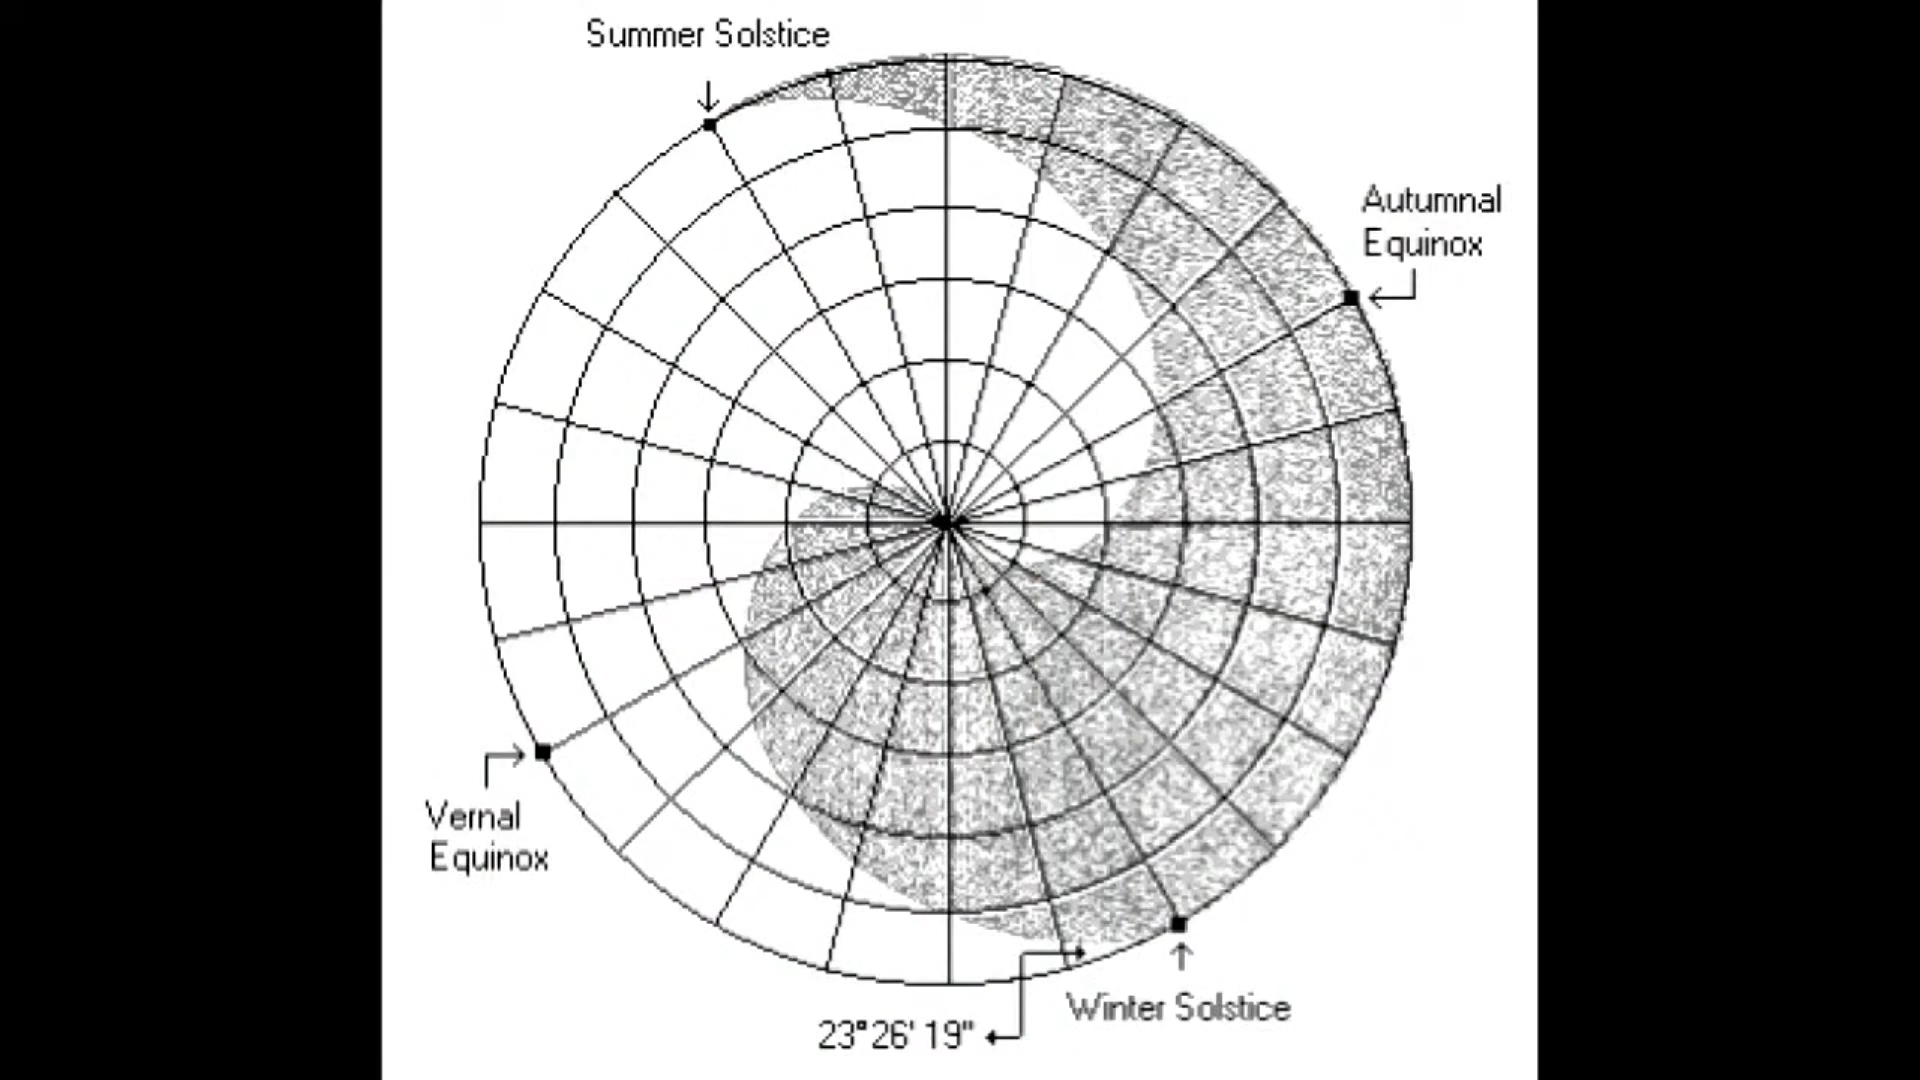 Summer Solstice
Autumnal
Equinox
Vernal
Equinox
Winter Solstice
23°26' 19"